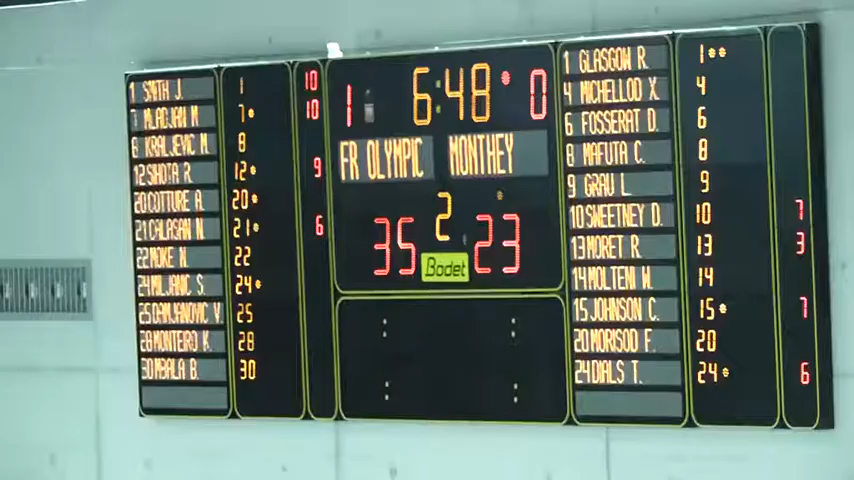 1 6:48 0
FR OLYMPIC MONTHEY
2
35 23
Bodet
1 SMITH J. 1 10
7 MLADJAN M 7 10
8 KRALJEVIC M. 8
12 SIHOTA R 12 9
20 COTTURE A. 20
21 CALASAN N. 21 6
22 MOKE N. 22
24 MILJANIC S. 24
25 DAMJANOVIC V. 25
28 MONTERO K. 28
30 MBALA B. 30
1 GLASGOW R. 1
4 MICHELLOD X. 4
6 FOSSERAT D. 6
8 MAFUTA C. 8
9 GRAU L. 9
10 SWEETNEY D. 10 7
13 MORET R. 13 3
14 MOLTENI W. 14
15 JOHNSON C. 15 7
20 MORISOD F. 20
24 DIALS T. 24 6